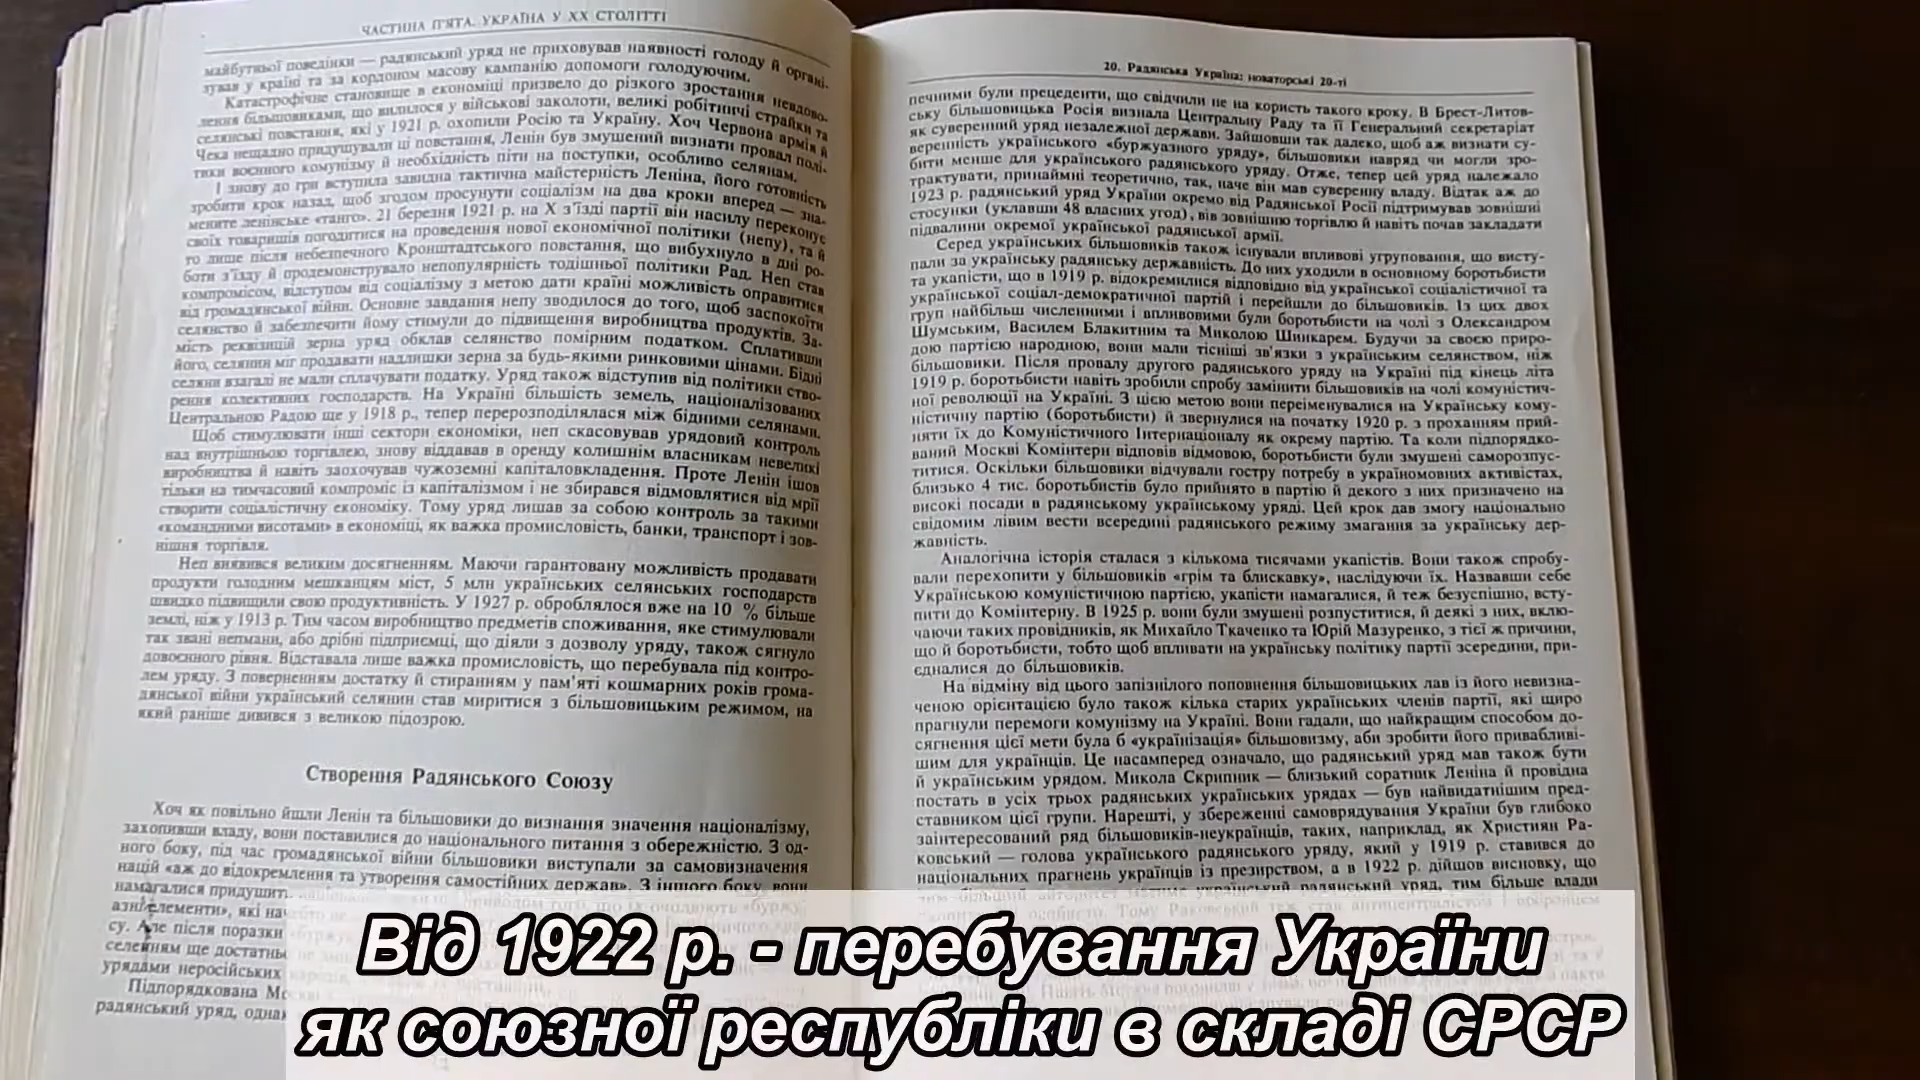 ЧАСТИНА П'ЯТА. УКРАЇНА У XX СТОЛІТТІ
майбутньої поведінки — радянський уряд не приховував наявності голоду й органі-
зував у країні та за кордоном масову кампанію допомоги голодуючим.
Катастрофічне становище в економіці призвело до різкого зростання невдово-
лення більшовиками, що вилилося у військові заколоти, великі робітничі страйки та
селянські повстання, які у 1921 р. охопили Росію та Україну. Хоч Червона армія й
Чека нещадно придушували ці повстання, Ленін був змушений визнати провал полі-
тики воєнного комунізму й необхідність піти на поступки, особливо селянам.
І знову до гри вступила завидна тактична майстерність Леніна, його готовність
зробити крок назад, щоб згодом просунути соціалізм на два кроки вперед — зна-
мените ленінське «танго». 21 березня 1921 р. на X з'їзді партії він насилу переконує
своїх товаришів погодитися на проведення нової економічної політики (непу), та й
то лише після небезпечного Кронштадтського повстання, що вибухнуло в дні ро-
боти з'їзду й продемонструвало непопулярність тодішньої політики Рад. Неп став
компромісом, відступом від соціалізму з метою дати країні можливість оправитися
від громадянської війни. Основне завдання непу зводилося до того, щоб заспокоїти
селянство й забезпечити йому стимули до підвищення виробництва продуктів. За-
мість реквізицій зерна уряд обклав селянство помірним податком. Сплативши
його, селянин міг продавати надлишки зерна за будь-якими ринковими цінами. Бідні
селяни взагалі не мали сплачувати податку. Уряд також відступив від політики ство-
рення колективних господарств. На Україні більшість земель, націоналізованих
Центральною Радою ще у 1918 р., тепер перерозподілялася між бідними селянами.
Щоб стимулювати інші сектори економіки, неп скасовував урядовий контроль
над внутрішньою торгівлею, знову віддавав в оренду колишнім власникам невеликі
виробництва й навіть заохочував чужоземні капіталовкладення. Проте Ленін ішов
тільки на тимчасовий компроміс із капіталізмом і не збирався відмовлятися від мрії
створити соціалістичну економіку. Тому уряд лишав за собою контроль за такими
«командними висотами» в економіці, як важка промисловість, банки, транспорт і зов-
нішня торгівля.
Неп виявився великим досягненням. Маючи гарантовану можливість продавати
продукти голодним мешканцям міст, 5 млн українських селянських господарств
швидко підвищили свою продуктивність. У 1927 р. оброблялося вже на 10 % більше
землі, ніж у 1913 р. Тим часом виробництво предметів споживання, яке стимулювали
так звані непмани, або дрібні підприємці, що діяли з дозволу уряду, також сягнуло
довоєнного рівня. Відставала лише важка промисловість, що перебувала під контро-
лем уряду. З поверненням достатку й стиранням у пам'яті кошмарних років грома-
дянської війни український селянин став миритися з більшовицьким режимом, на
який раніше дивився з великою підозрою.
Створення Радянського Союзу
Хоч як повільно йшли Ленін та більшовики до визнання значення націоналізму,
захопивши владу, вони поставилися до національного питання з обережністю. З од-
ного боку, під час громадянської війни більшовики виступали за самовизначення
націй «аж до відокремлення та утворення самостійних держав». З іншого боку, вони
намагалися придушит
азні елементи», які на
су. Але після поразки
селенням ще достатнь
урядами неросійських
Підпорядкована Мос
радянський уряд, однак
20. Радянська Україна: новаторські 20-ті
печними були прецеденти, що свідчили не на користь такого кроку. В Брест-Литов-
ську більшовицька Росія визнала Центральну Раду та її Генеральний секретаріат
як суверенний уряд незалежної держави. Зайшовши так далеко, щоб аж визнати су-
веренність українського «буржуазного уряду», більшовики навряд чи могли зро-
бити менше для українського радянського уряду. Отже, тепер цей уряд належало
трактувати, принаймні теоретично, так, наче він мав суверенну владу. Відтак аж до
1923 р. радянський уряд України окремо від Радянської Росії підтримував зовнішні
стосунки (уклавши 48 власних угод), вів зовнішню торгівлю й навіть почав закладати
підвалини окремої української радянської армії.
Серед українських більшовиків також існували впливові угруповання, що висту-
пали за українську радянську державність. До них уходили в основному боротьбисти
та укапісти, що в 1919 р. відокремилися відповідно від української соціалістичної та
української соціал-демократичної партій і перейшли до більшовиків. Із цих двох
груп найбільш численними і впливовими були боротьбисти на чолі з Олександром
Шумським, Василем Блакитним та Миколою Шинкарем. Будучи за своєю приро-
дою партією народною, вони мали тісніші зв'язки з українським селянством, ніж
більшовики. Після провалу другого радянського уряду на Україні під кінець літа
1919 р. боротьбисти навіть зробили спробу замінити більшовиків на чолі комуністич-
ної революції на Україні. З цією метою вони переіменувалися на Українську кому-
ністичну партію (боротьбисти) й звернулися на початку 1920 р. з проханням прий-
няти їх до Комуністичного Інтернаціоналу як окрему партію. Та коли підпорядко-
ваний Москві Комінтерн відповів відмовою, боротьбисти були змушені саморозпус-
титися. Оскільки більшовики відчували гостру потребу в україномовних активістах,
близько 4 тис. боротьбистів було прийнято в партію й декого з них призначено на
високі посади в радянському українському уряді. Цей крок дав змогу національно
свідомим лівим вести всередині радянського режиму змагання за українську дер-
жавність.
Аналогічна історія сталася з кількома тисячами укапістів. Вони також спробу-
вали перехопити у більшовиків «грім та блискавку», наслідуючи їх. Назвавши себе
Українською комуністичною партією, укапісти намагалися, й теж безуспішно, всту-
пити до Комінтерну. В 1925 р. вони були змушені розпуститися, й деякі з них, вклю-
чаючи таких провідників, як Михайло Ткаченко та Юрій Мазуренко, з тієї ж причини,
що й боротьбисти, тобто щоб впливати на українську політику партії зсередини, при-
єдналися до більшовиків.
На відміну від цього запізнілого поповнення більшовицьких лав із його невизна-
ченою орієнтацією було також кілька старих українських членів партії, які щиро
прагнули перемоги комунізму на Україні. Вони гадали, що найкращим способом до-
сягнення цієї мети була б «українізація» більшовизму, аби зробити його привабливі-
шим для українців. Це насамперед означало, що радянський уряд мав також бути
й українським урядом. Микола Скрипник — близький соратник Леніна й провідна
постать в усіх трьох радянських українських урядах — був найвидатнішим пред-
ставником цієї групи. Нарешті, у збереженні самоврядування України був глибоко
заінтересований ряд більшовиків-неукраїнців, таких, наприклад, як Християн Ра-
ковський — голова українського радянського уряду, який у 1919 р. ставився до
національних прагнень українців із презирством, а в 1922 р. дійшов висновку, що
чим більший авторитет матиме український радянський уряд, тим більше влади
Від 1922 р. - перебування України
як союзної республіки в складі СРСР